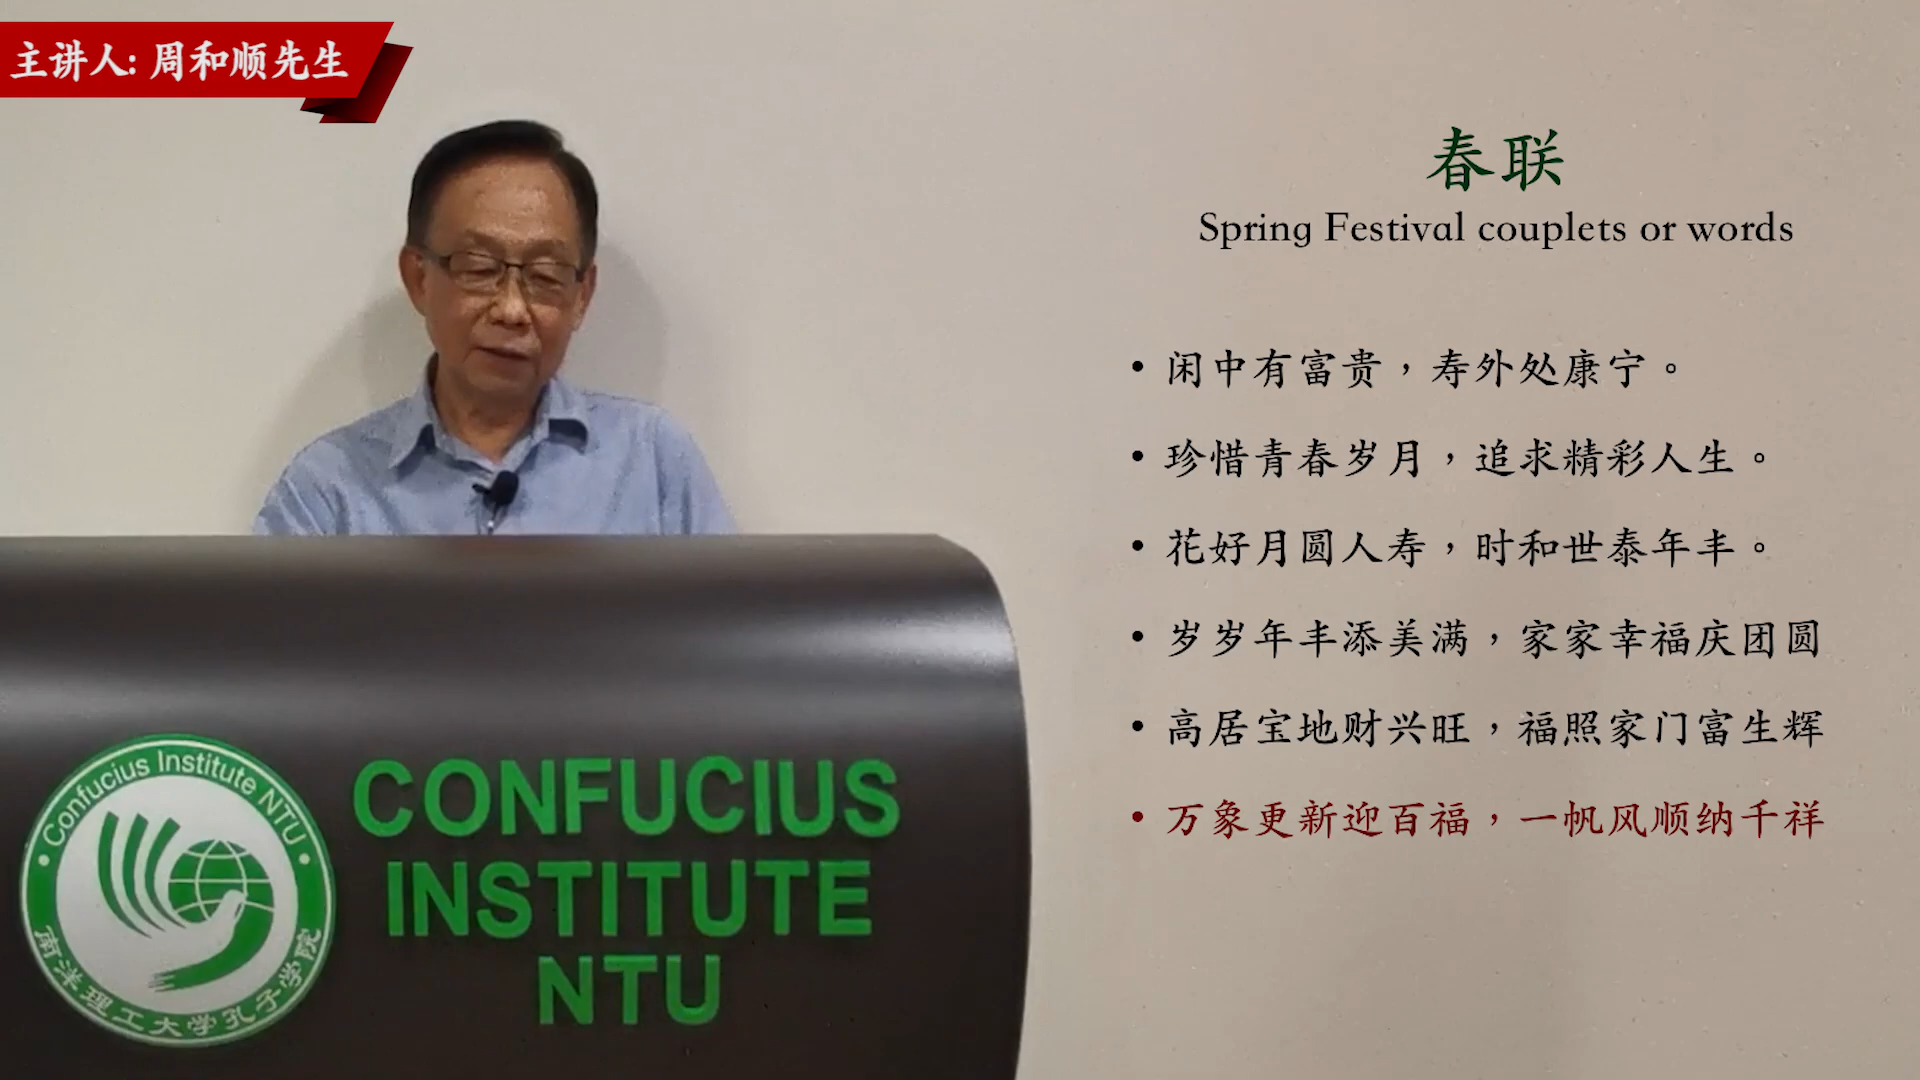 主讲人: 周和顺先生
春联
Spring Festival couplets or words
• 闲中有富贵，寿外处康宁。
• 珍惜青春岁月，追求精彩人生。
• 花好月圆人寿，时和世泰年丰。
• 岁岁年丰添美满，家家幸福庆团圆
• 高居宝地财兴旺，福照家门富生辉
• 万象更新迎百福，一帆风顺纳千祥
CONFUCIUS
INSTITUTE
NTU
Confucius Institute NTU
南洋理工大学孔子学院